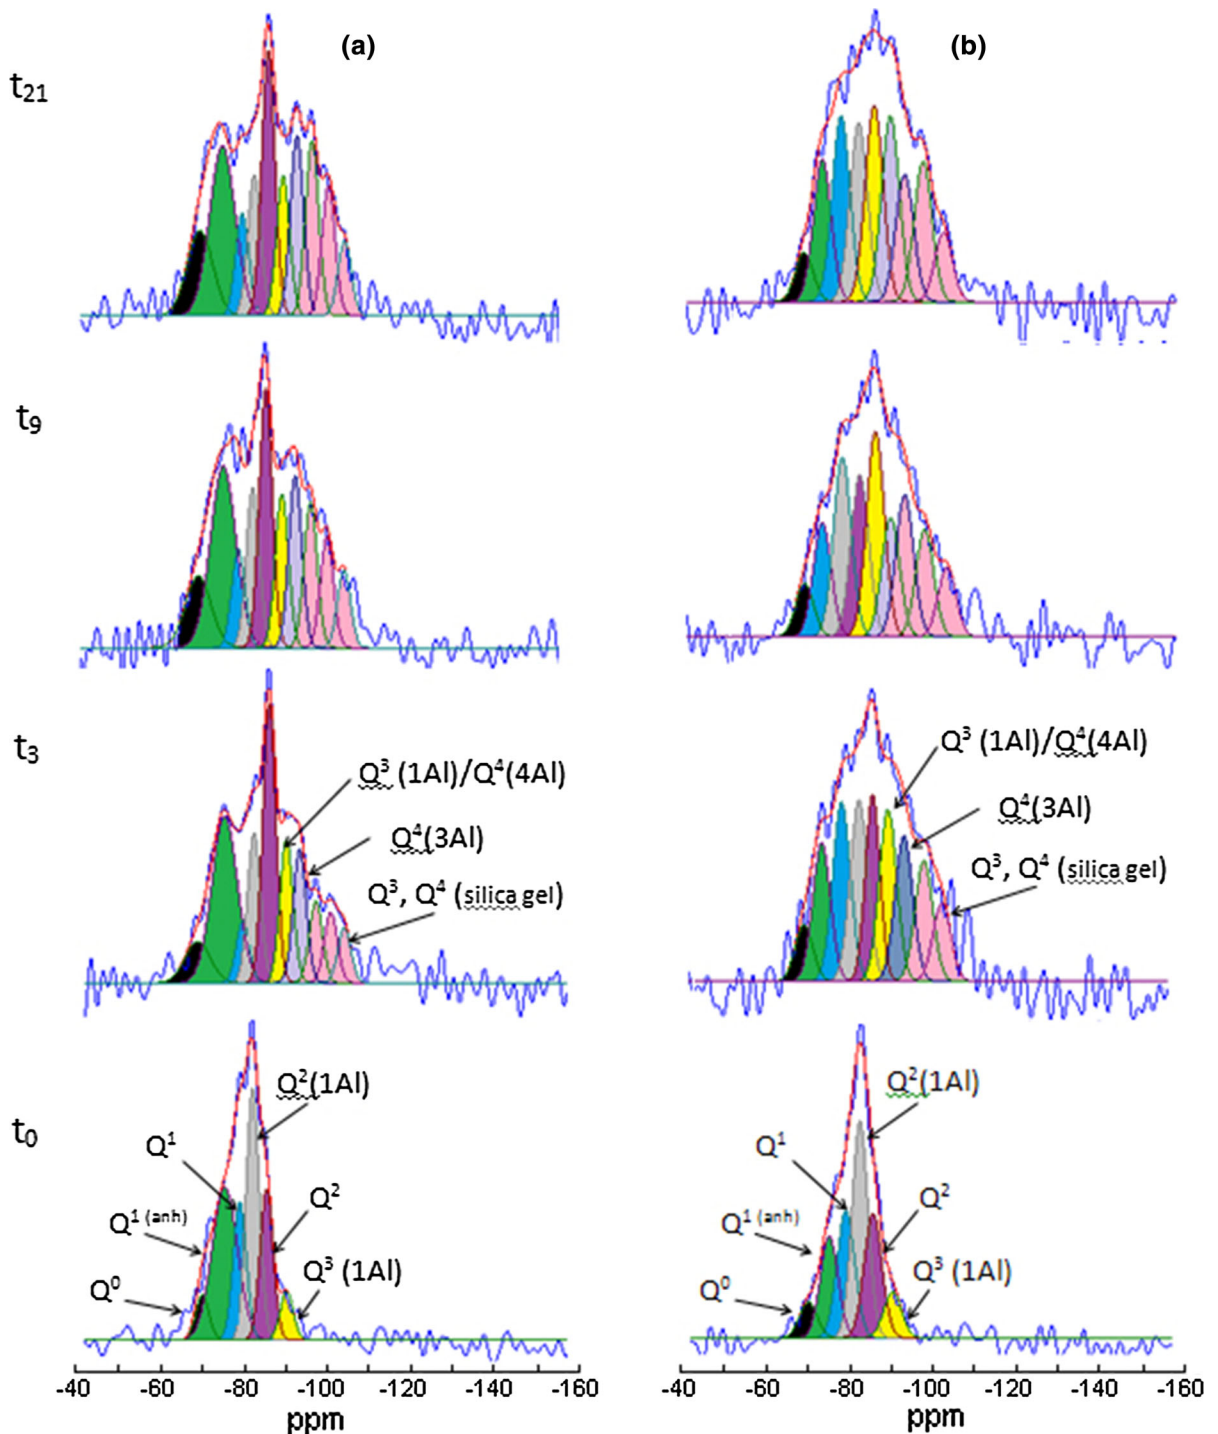 (a) (b)
t21
t9
t3
Q3 (1Al)/Q4(4Al)
Q4(3Al)
Q3, Q4 (silica gel)
Q3 (1Al)/Q4(4Al)
Q4(3Al)
Q3, Q4 (silica gel)
t0
Q2(1Al)
Q1
Q2
Q1 (anh)
Q3 (1Al)
Q0
Q2(1Al)
Q1
Q2
Q1 (anh)
Q3 (1Al)
Q0
-40 -60 -80 -100 -120 -140 -160
ppm
-40 -60 -80 -100 -120 -140 -160
ppm